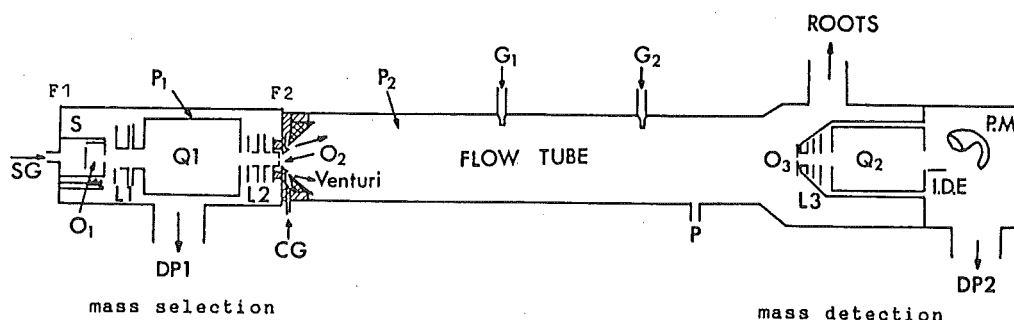 ROOTS
G1 G2
F1 P1 F2 P2
S P.M
SG Q1 O2 FLOW TUBE O3 Q2
Venturi I.D.E
O1 L1 L2 L3
CG P
DP1 DP2
mass selection mass detection